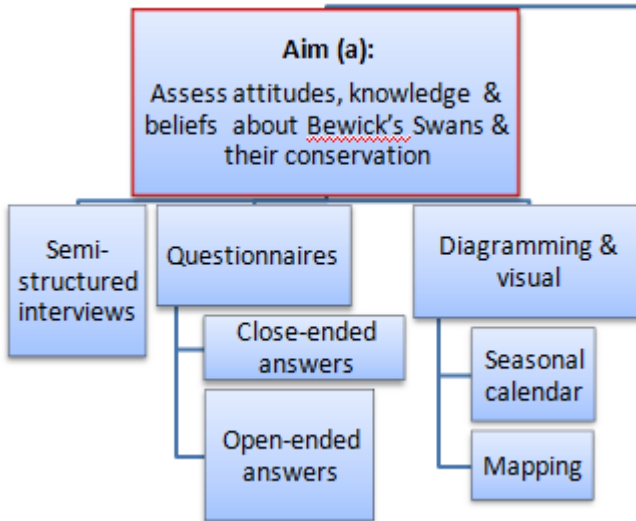 Aim (a):
Assess attitudes, knowledge &
beliefs about Bewick's Swans &
their conservation
Semi-
structured
interviews
Questionnaires
Close-ended
answers
Open-ended
answers
Diagramming &
visual
Seasonal
calendar
Mapping